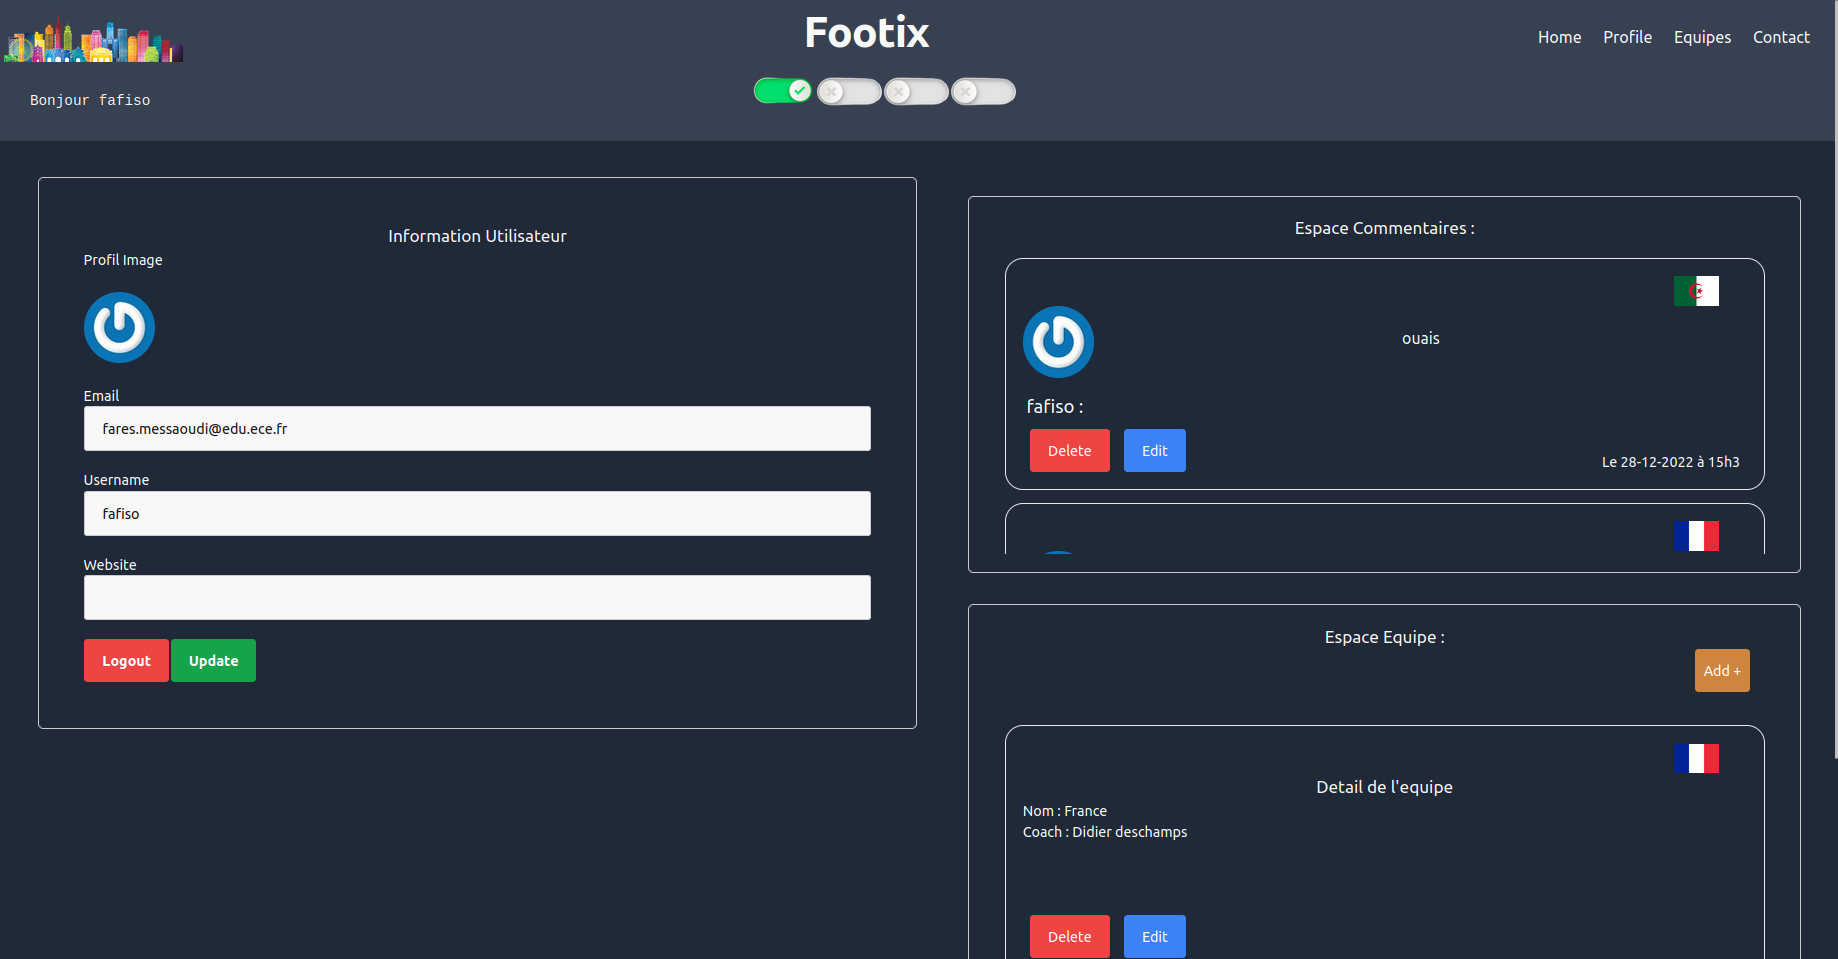 Footix
Home Profile Equipes Contact
Bonjour fafiso
Information Utilisateur
Profil Image
Email
fares.messaoudi@edu.ece.fr
Username
fafiso
Website
Logout Update
Espace Commentaires :
ouais
fafiso :
Delete Edit
Le 28-12-2022 à 15h3
Espace Equipe :
Add +
Detail de l'equipe
Nom : France
Coach : Didier deschamps
Delete Edit